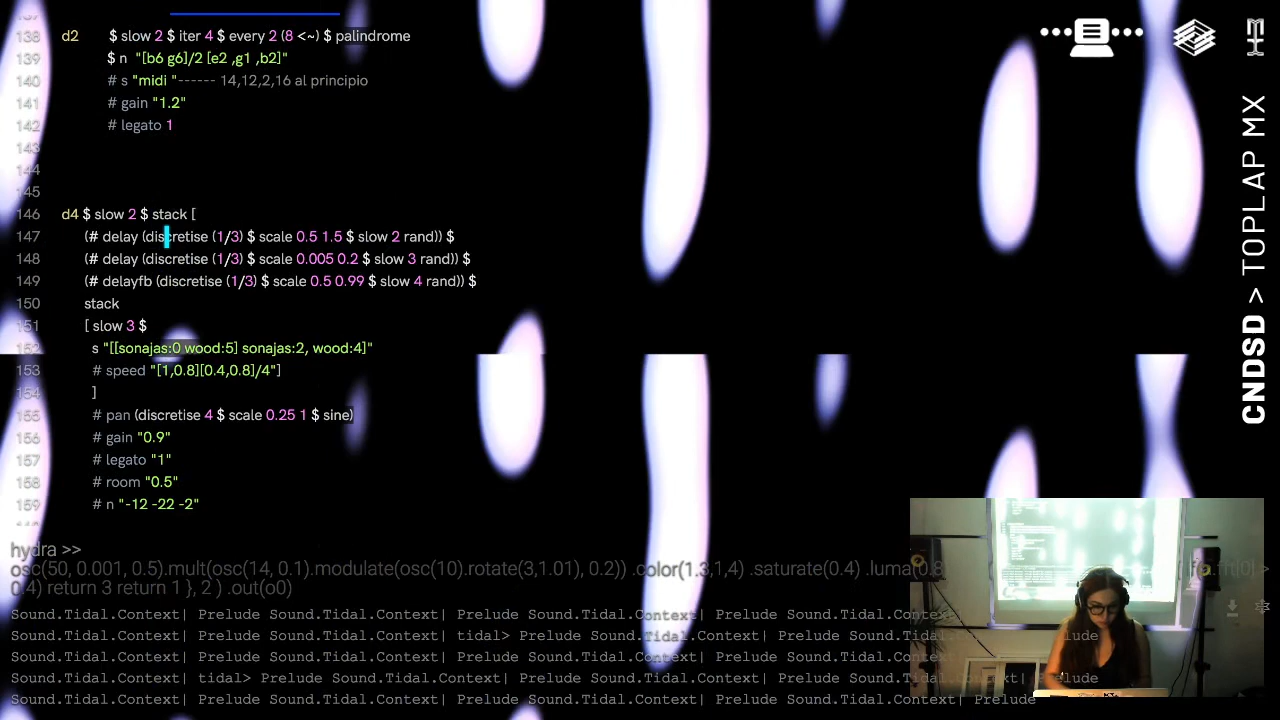 137
138 d2 $ slow 2 $ iter 4 $ every 2 (8 <~) $ palindrome
139 $ n "[b6 g6]/2 [e2 ,g1 ,b2]"
140 # s "midi "------ 14,12,2,16 al principio
141 # gain "1.2"
142 # legato 1
143
144
145
146 d4 $ slow 2 $ stack [
147 (# delay (discretise (1/3) $ scale 0.5 1.5 $ slow 2 rand)) $
148 (# delay (discretise (1/3) $ scale 0.005 0.2 $ slow 3 rand)) $
149 (# delayfb (discretise (1/3) $ scale 0.5 0.99 $ slow 4 rand)) $
150 stack
151 [ slow 3 $
152 s "[[sonajas:0 wood:5] sonajas:2, wood:4]"
153 # speed "[1,0.8][0.4,0.8]/4"]
154 ]
155 # pan (discretise 4 $ scale 0.25 1 $ sine)
156 # gain "0.9"
157 # legato "1"
158 # room "0.5"
159 # n "-12 -22 -2"
hydra >>
osc(50, 0.001, 0.5).mult(osc(14, 0.1).modulate(osc(10).rotate(3,1.01), 0.2)) .color(1.3,1,4) .saturate(0.4) .luma(
0.4) return 3 return 1 }, 2 ) .out(o0)
Sound.Tidal.Context| Prelude Sound.Tidal.Context| Prelude Sound.Tidal.Context| Prelude Sound.Tidal.Context
Sound.Tidal.Context| Prelude Sound.Tidal.Context| tidal> Prelude Sound.Tidal.Context| Prelude Sound.Tidal.Context| Prelude
Sound.Tidal.Context| Prelude Sound.Tidal.Context| Prelude Sound.Tidal.Context| Prelude Sound.Tidal.Context| Prelude
Sound.Tidal.Context| tidal> Prelude Sound.Tidal.Context| Prelude Sound.Tidal.Context| Prelude Sound.Tidal.Context| Prelude
Sound.Tidal.Context| Prelude Sound.Tidal.Context| Prelude Sound.Tidal.Context| Prelude Sound.Tidal.Context| Prelude
CNDSD > TOPLAP MX